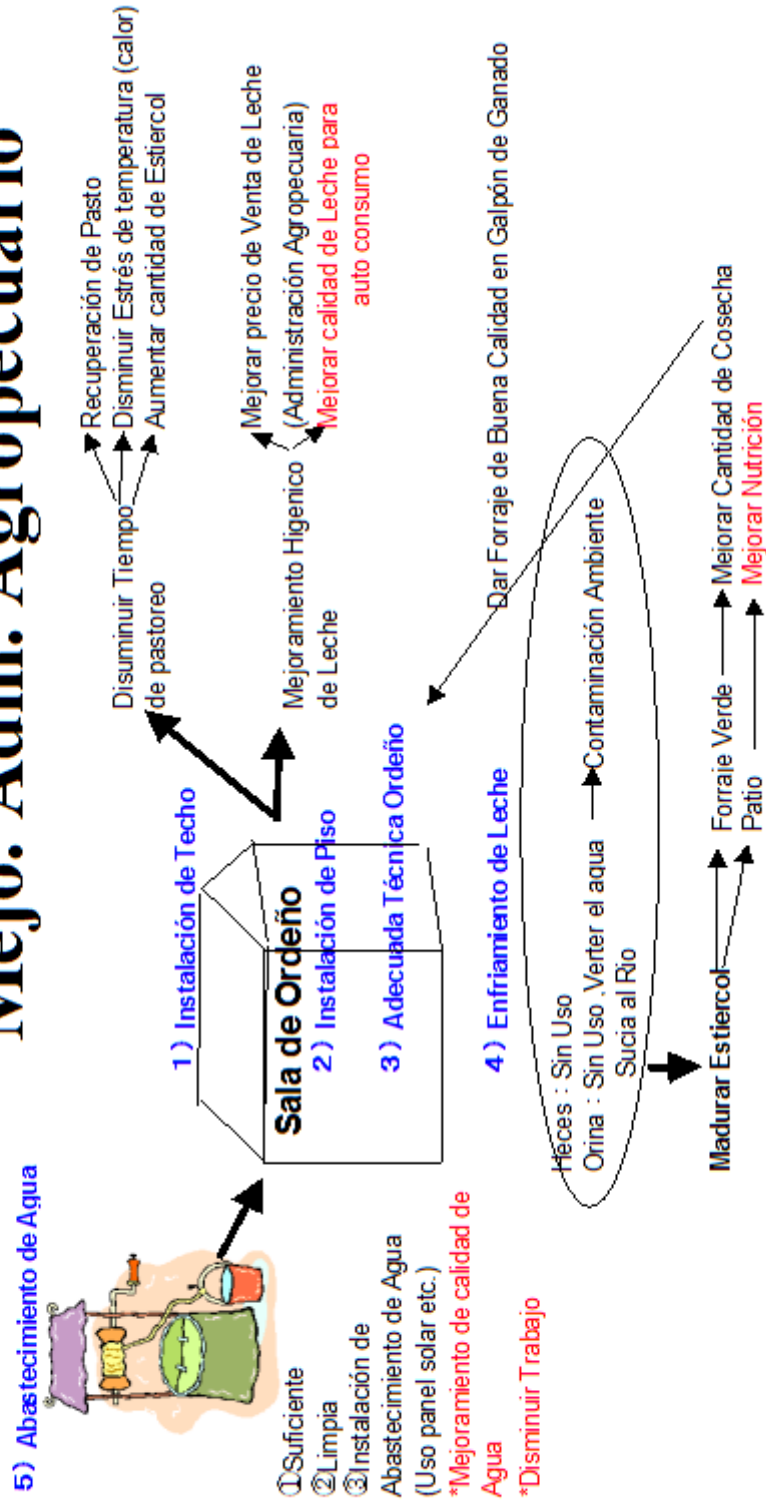 Mejo. Adm. Agropecuario
5) Abastecimiento de Agua
①Suficiente
②Limpia
③Instalación de
Abastecimiento de Agua
(Uso panel solar etc.)
*Mejoramiento de calidad de
Agua
*Disminuir Trabajo
1) Instalación de Techo
Sala de Ordeño
2) Instalación de Piso
3) Adecuada Técnica Ordeño
4) Enfriamiento de Leche
Disuminuir Tiempo
de pastoreo
Recuperación de Pasto
Disminuir Estrés de temperatura (calor)
Aumentar cantidad de Estiercol
Mejoramiento Higenico
de Leche
Mejorar precio de Venta de Leche
(Administración Agropecuaria)
Mejorar calidad de Leche para
auto consumo
Dar Forraje de Buena Calidad en Galpón de Ganado
Heces : Sin Uso
Orina : Sin Uso ,Verter el aqua
Sucia al Rio
Contaminación Ambiente
Madurar Estiercol
Forraie Verde
Patio
Mejorar Cantidad de Cosecha
Mejorar Nutrición